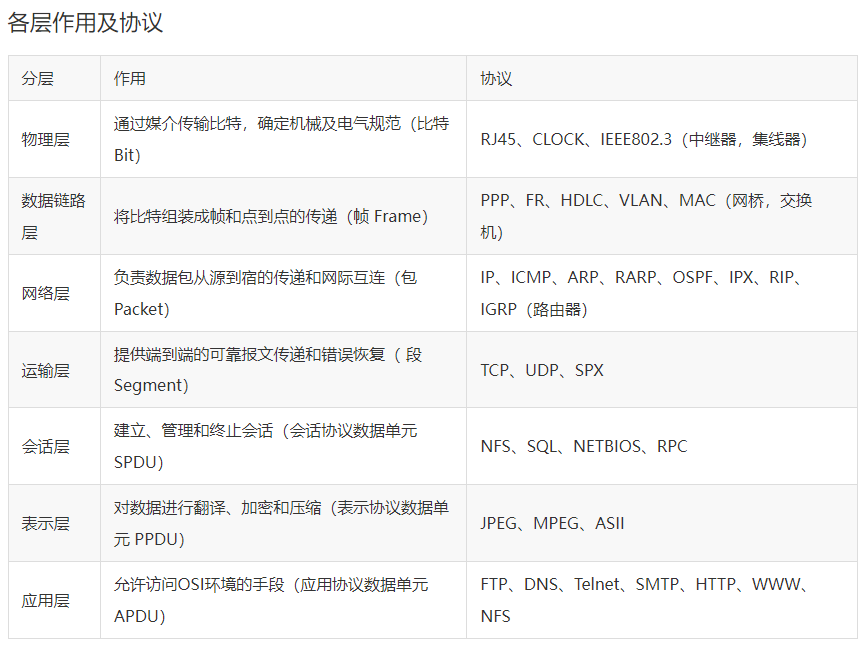 各层作用及协议
分层 作用 协议
物理层 通过媒介传输比特，确定机械及电气规范（比特 Bit） RJ45、CLOCK、IEEE802.3（中继器，集线器）
数据链路层 将比特组装成帧和点到点的传递（帧 Frame） PPP、FR、HDLC、VLAN、MAC（网桥，交换机）
网络层 负责数据包从源到宿的传递和网际互连（包 Packet） IP、ICMP、ARP、RARP、OSPF、IPX、RIP、IGRP（路由器）
运输层 提供端到端的可靠报文传递和错误恢复（ 段 Segment） TCP、UDP、SPX
会话层 建立、管理和终止会话（会话协议数据单元 SPDU） NFS、SQL、NETBIOS、RPC
表示层 对数据进行翻译、加密和压缩（表示协议数据单元 PPDU） JPEG、MPEG、ASII
应用层 允许访问OSI环境的手段（应用协议数据单元 APDU） FTP、DNS、Telnet、SMTP、HTTP、WWW、NFS